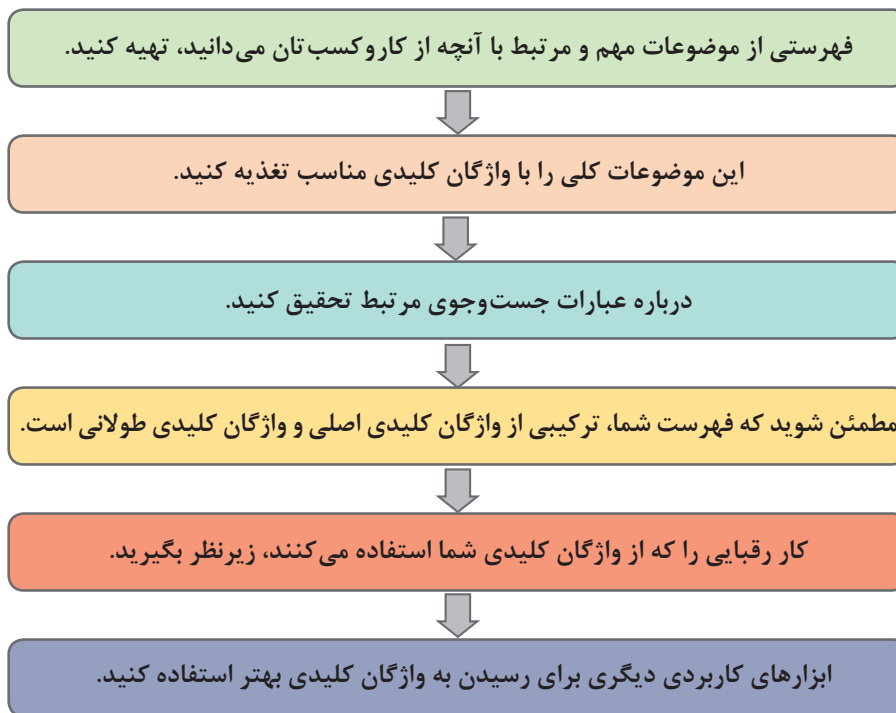 فهرستی از موضوعات مهم و مرتبط با آنچه از کاروکسب‌تان می‌دانید، تهیه کنید.
این موضوعات کلی را با واژگان کلیدی مناسب تغذیه کنید.
درباره عبارات جست‌وجوی مرتبط تحقیق کنید.
مطمئن شوید که فهرست شما، ترکیبی از واژگان کلیدی اصلی و واژگان کلیدی طولانی است.
کار رقبایی را که از واژگان کلیدی شما استفاده می‌کنند، زیرنظر بگیرید.
ابزارهای کاربردی دیگری برای رسیدن به واژگان کلیدی بهتر استفاده کنید.